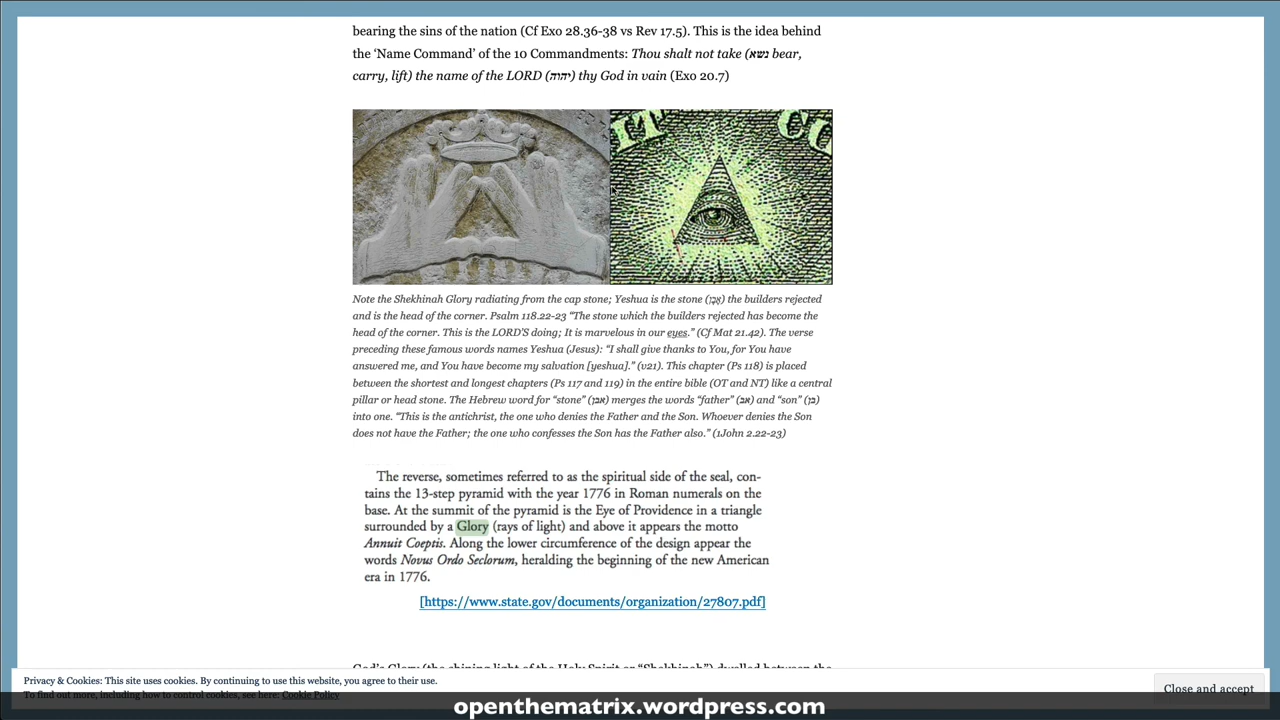 bearing the sins of the nation (Cf Exo 28.36-38 vs Rev 17.5). This is the idea behind
the ‘Name Command’ of the 10 Commandments: Thou shalt not take (נשא bear,
carry, lift) the name of the LORD (יהוה) thy God in vain (Exo 20.7)
Note the Shekhinah Glory radiating from the cap stone; Yeshua is the stone (אֶבֶן) the builders rejected
and is the head of the corner. Psalm 118.22-23 “The stone which the builders rejected has become the
head of the corner. This is the LORD’S doing; It is marvelous in our eyes.” (Cf Mat 21.42). The verse
preceding these famous words names Yeshua (Jesus): “I shall give thanks to You, for You have
answered me, and You have become my salvation [yeshua].” (v21). This chapter (Ps 118) is placed
between the shortest and longest chapters (Ps 117 and 119) in the entire bible (OT and NT) like a central
pillar or head stone. The Hebrew word for “stone” (אבן) merges the words “father” (אב) and “son” (בן)
into one. “This is the antichrist, the one who denies the Father and the Son. Whoever denies the Son
does not have the Father; the one who confesses the Son has the Father also.” (1John 2.22-23)
The reverse, sometimes referred to as the spiritual side of the seal, con-
tains the 13-step pyramid with the year 1776 in Roman numerals on the
base. At the summit of the pyramid is the Eye of Providence in a triangle
surrounded by a Glory (rays of light) and above it appears the motto
Annuit Coeptis. Along the lower circumference of the design appear the
words Novus Ordo Seclorum, heralding the beginning of the new American
era in 1776.
[https://www.state.gov/documents/organization/27807.pdf]
God’s Glory (the shining light of the Holy Spirit or “Shekhinah”) dwelled between the
Privacy & Cookies: This site uses cookies. By continuing to use this website, you agree to their use.
To find out more, including how to control cookies, see here: Cookie Policy
Close and accept
openthematrix.wordpress.com